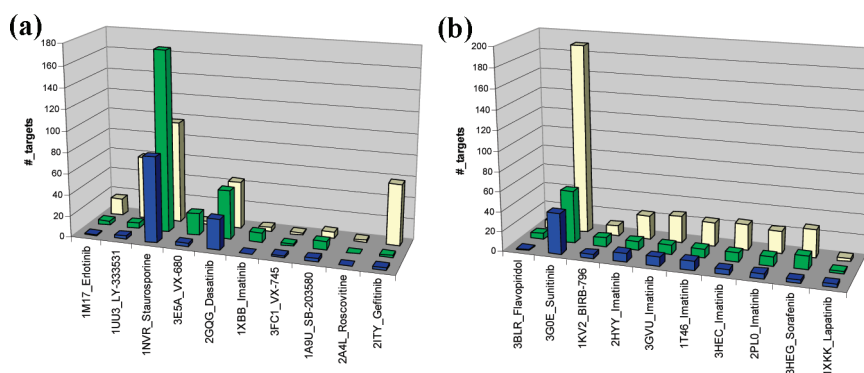 (a)
180
160
140
120
100
80
60
40
20
0
#_targets
1M17_Erlotinib
1UU3_LY-333531
1NVR_Staurosporine
3E5A_VX-680
2GQG_Dasatinib
1XBB_Imatinib
3FC1_VX-745
1A9U_SB-203580
2A4L_Roscovitine
2ITY_Gefitinib
(b)
200
180
160
140
120
100
80
60
40
20
0
#_targets
3BLR_Flavopirido
3G0E_Sunitinib
1KV2_BIRB-796
2HYY_Imatinib
3GVU_Imatinib
1T46_Imatinib
3HEC_Imatinib
2PL0_Imatinib
3HEG_Sorafenib
1XKK_Lapatinib